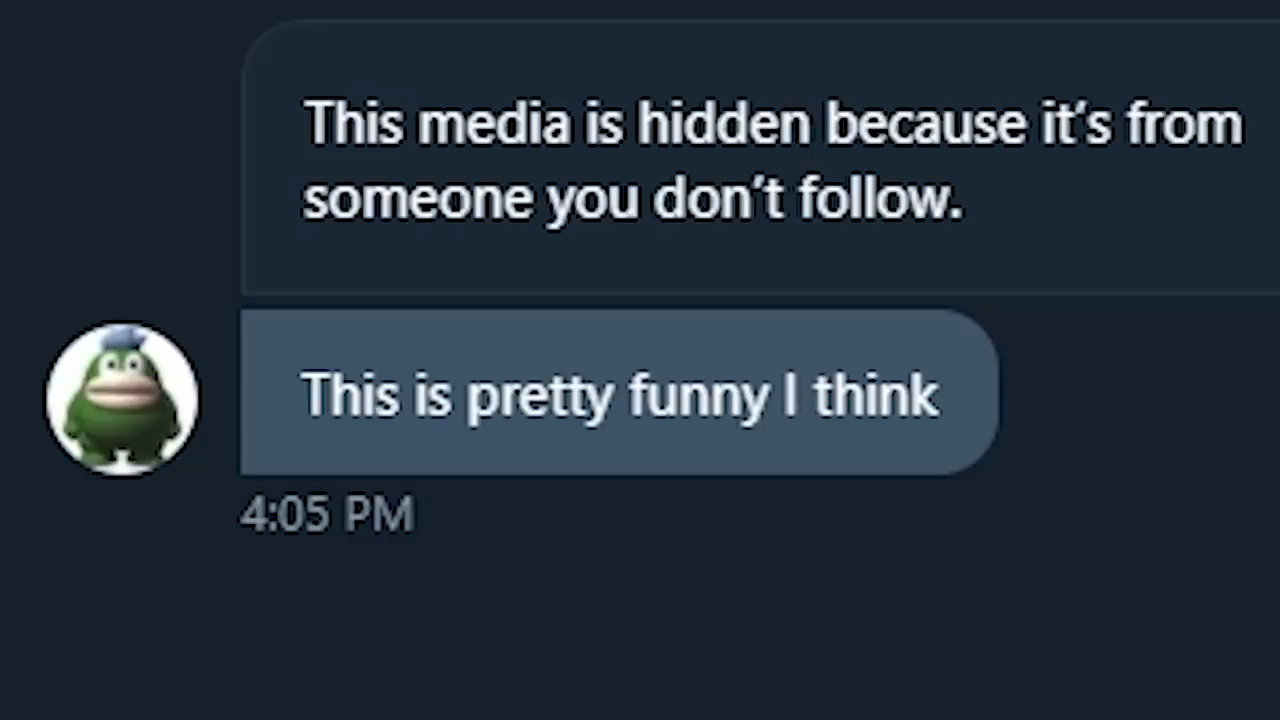 This media is hidden because it’s from
someone you don’t follow.
This is pretty funny I think
4:05 PM